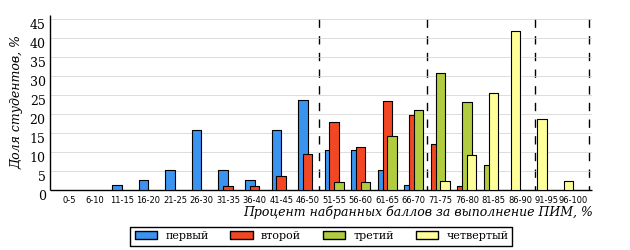 Доля студентов, %
45
40
35
30
25
20
15
10
5
0
0-5 6-10 11-15 16-20 21-25 26-30 31-35 36-40 41-45 46-50 51-55 56-60 61-65 66-70 71-75 76-80 81-85 86-90 91-95 96-100
Процент набранных баллов за выполнение ПИМ, %
первый второй третий четвертый